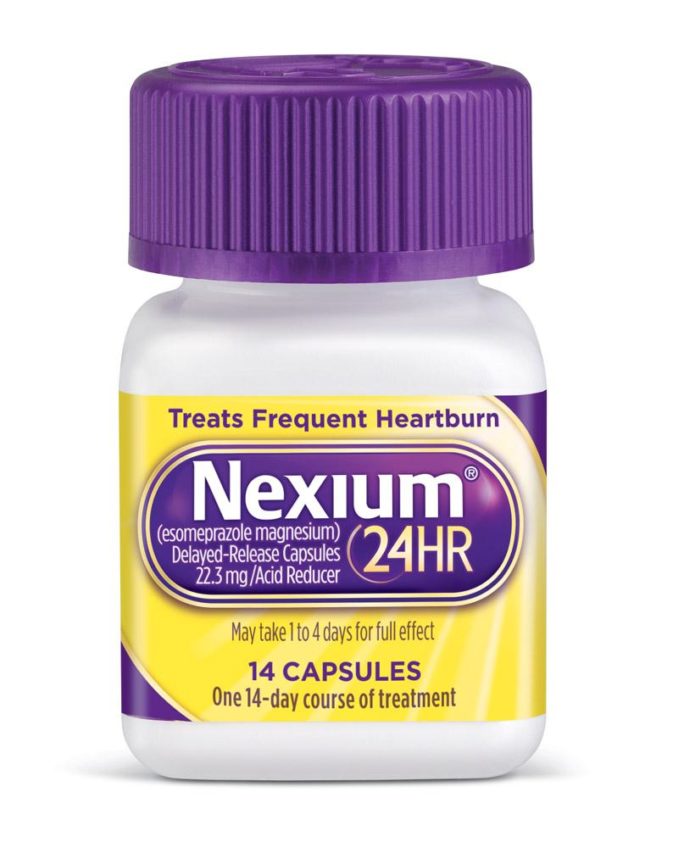 Treats Frequent Heartburn
Nexium®
(esomeprazole magnesium)
Delayed-Release Capsules
22.3 mg/Acid Reducer
24HR
May take 1 to 4 days for full effect
14 CAPSULES
One 14-day course of treatment